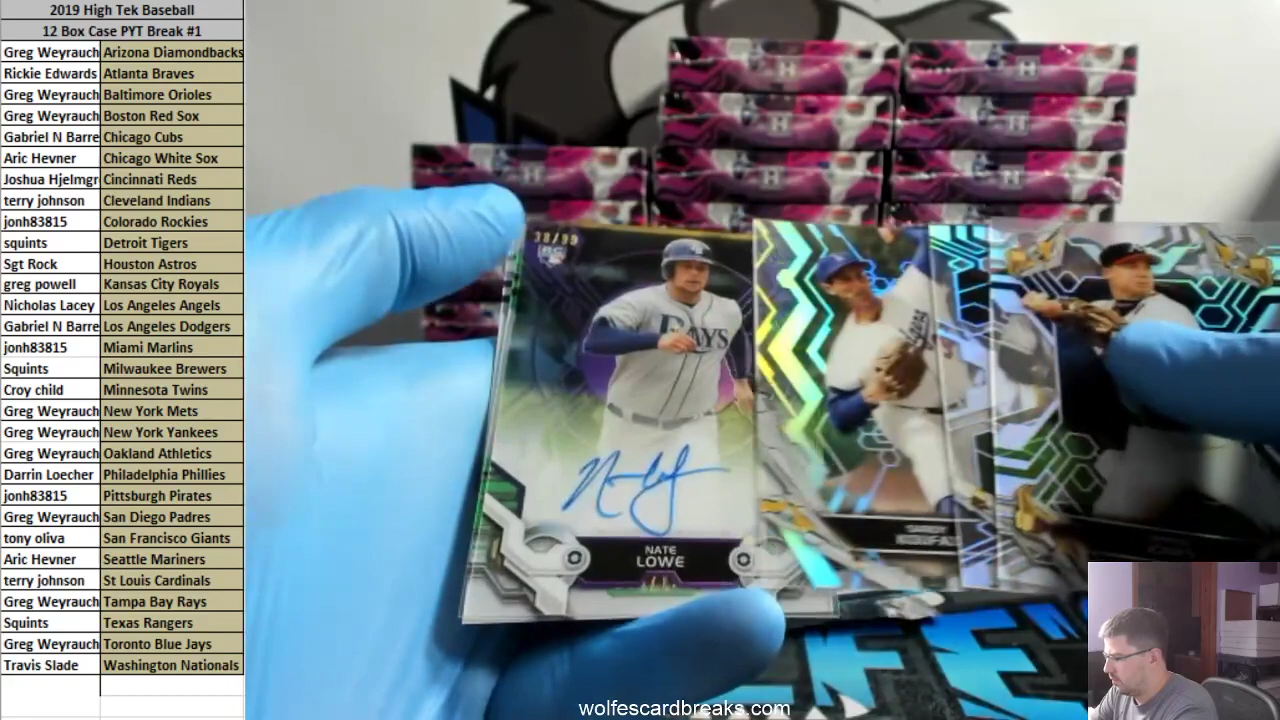 2019 High Tek Baseball
12 Box Case PYT Break #1
Greg Weyrauch Arizona Diamondbacks
Rickie Edwards Atlanta Braves
Greg Weyrauch Baltimore Orioles
Greg Weyrauch Boston Red Sox
Gabriel N Barre Chicago Cubs
Aric Hevner Chicago White Sox
Joshua Hjelmgr Cincinnati Reds
terry johnson Cleveland Indians
jonh83815 Colorado Rockies
squints Detroit Tigers
Sgt Rock Houston Astros
greg powell Kansas City Royals
Nicholas Lacey Los Angeles Angels
Gabriel N Barre Los Angeles Dodgers
jonh83815 Miami Marlins
Squints Milwaukee Brewers
Croy child Minnesota Twins
Greg Weyrauch New York Mets
Greg Weyrauch New York Yankees
Greg Weyrauch Oakland Athletics
Darrin Loecher Philadelphia Phillies
jonh83815 Pittsburgh Pirates
Greg Weyrauch San Diego Padres
tony oliva San Francisco Giants
Aric Hevner Seattle Mariners
terry johnson St Louis Cardinals
Greg Weyrauch Tampa Bay Rays
Squints Texas Rangers
Greg Weyrauch Toronto Blue Jays
Travis Slade Washington Nationals
H H
H H
H H H
38/99
RC
RAYS
NATE
LOWE
SANDY
KOUFAX
wolfescardbreaks.com